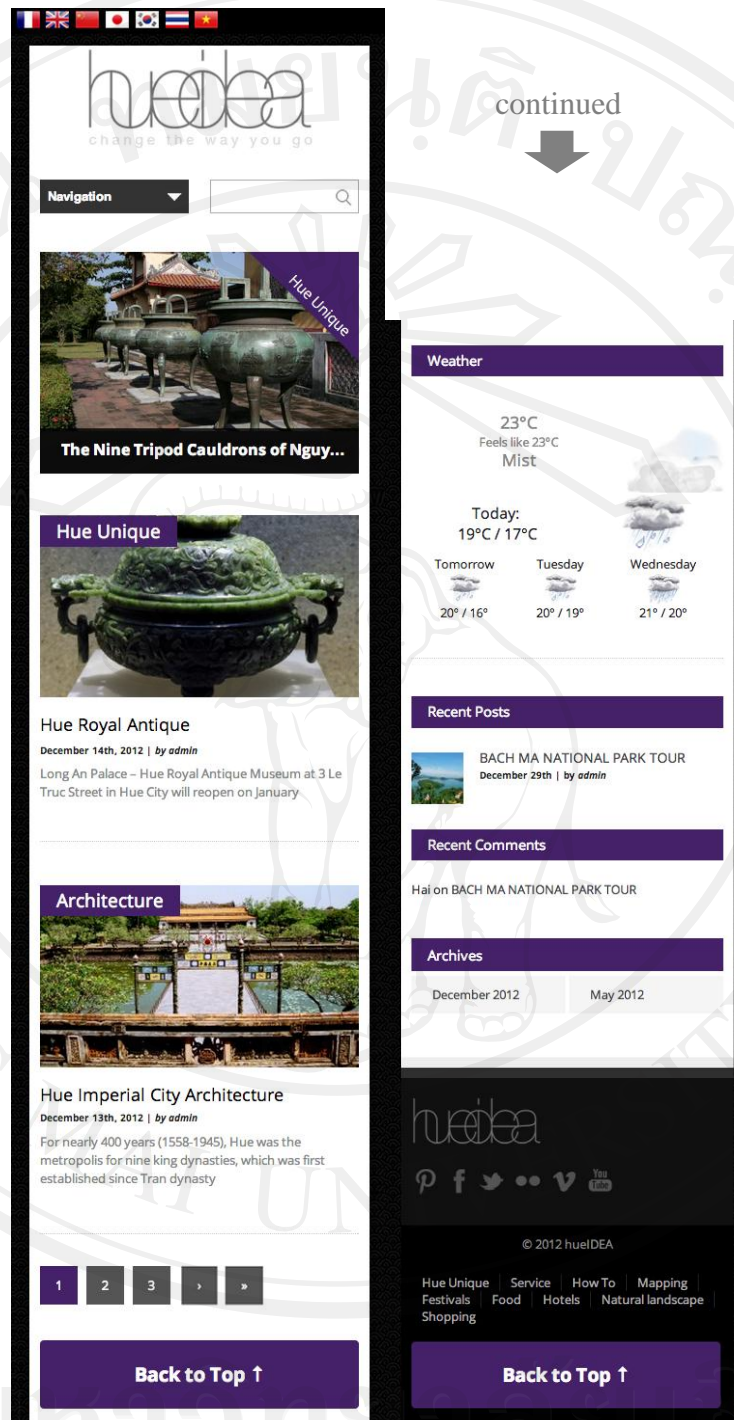 hueidea
change the way you go
Navigation
Hue Unique
The Nine Tripod Cauldrons of Nguy...
Hue Unique
Hue Royal Antique
December 14th, 2012 | by admin
Long An Palace – Hue Royal Antique Museum at 3 Le
Truc Street in Hue City will reopen on January
Architecture
Hue Imperial City Architecture
December 13th, 2012 | by admin
For nearly 400 years (1558-1945), Hue was the
metropolis for nine king dynasties, which was first
established since Tran dynasty
1 2 3 › »
Back to Top ↑
continued
Weather
23°C
Feels like 23°C
Mist
Today:
19°C / 17°C
Tomorrow Tuesday Wednesday
20° / 16° 20° / 19° 21° / 20°
Recent Posts
BACH MA NATIONAL PARK TOUR
December 29th | by admin
Recent Comments
Hai on BACH MA NATIONAL PARK TOUR
Archives
December 2012 May 2012
hueidea
You Tube
© 2012 hueIDEA
Hue Unique Service How To Mapping
Festivals Food Hotels Natural landscape
Shopping
Back to Top ↑